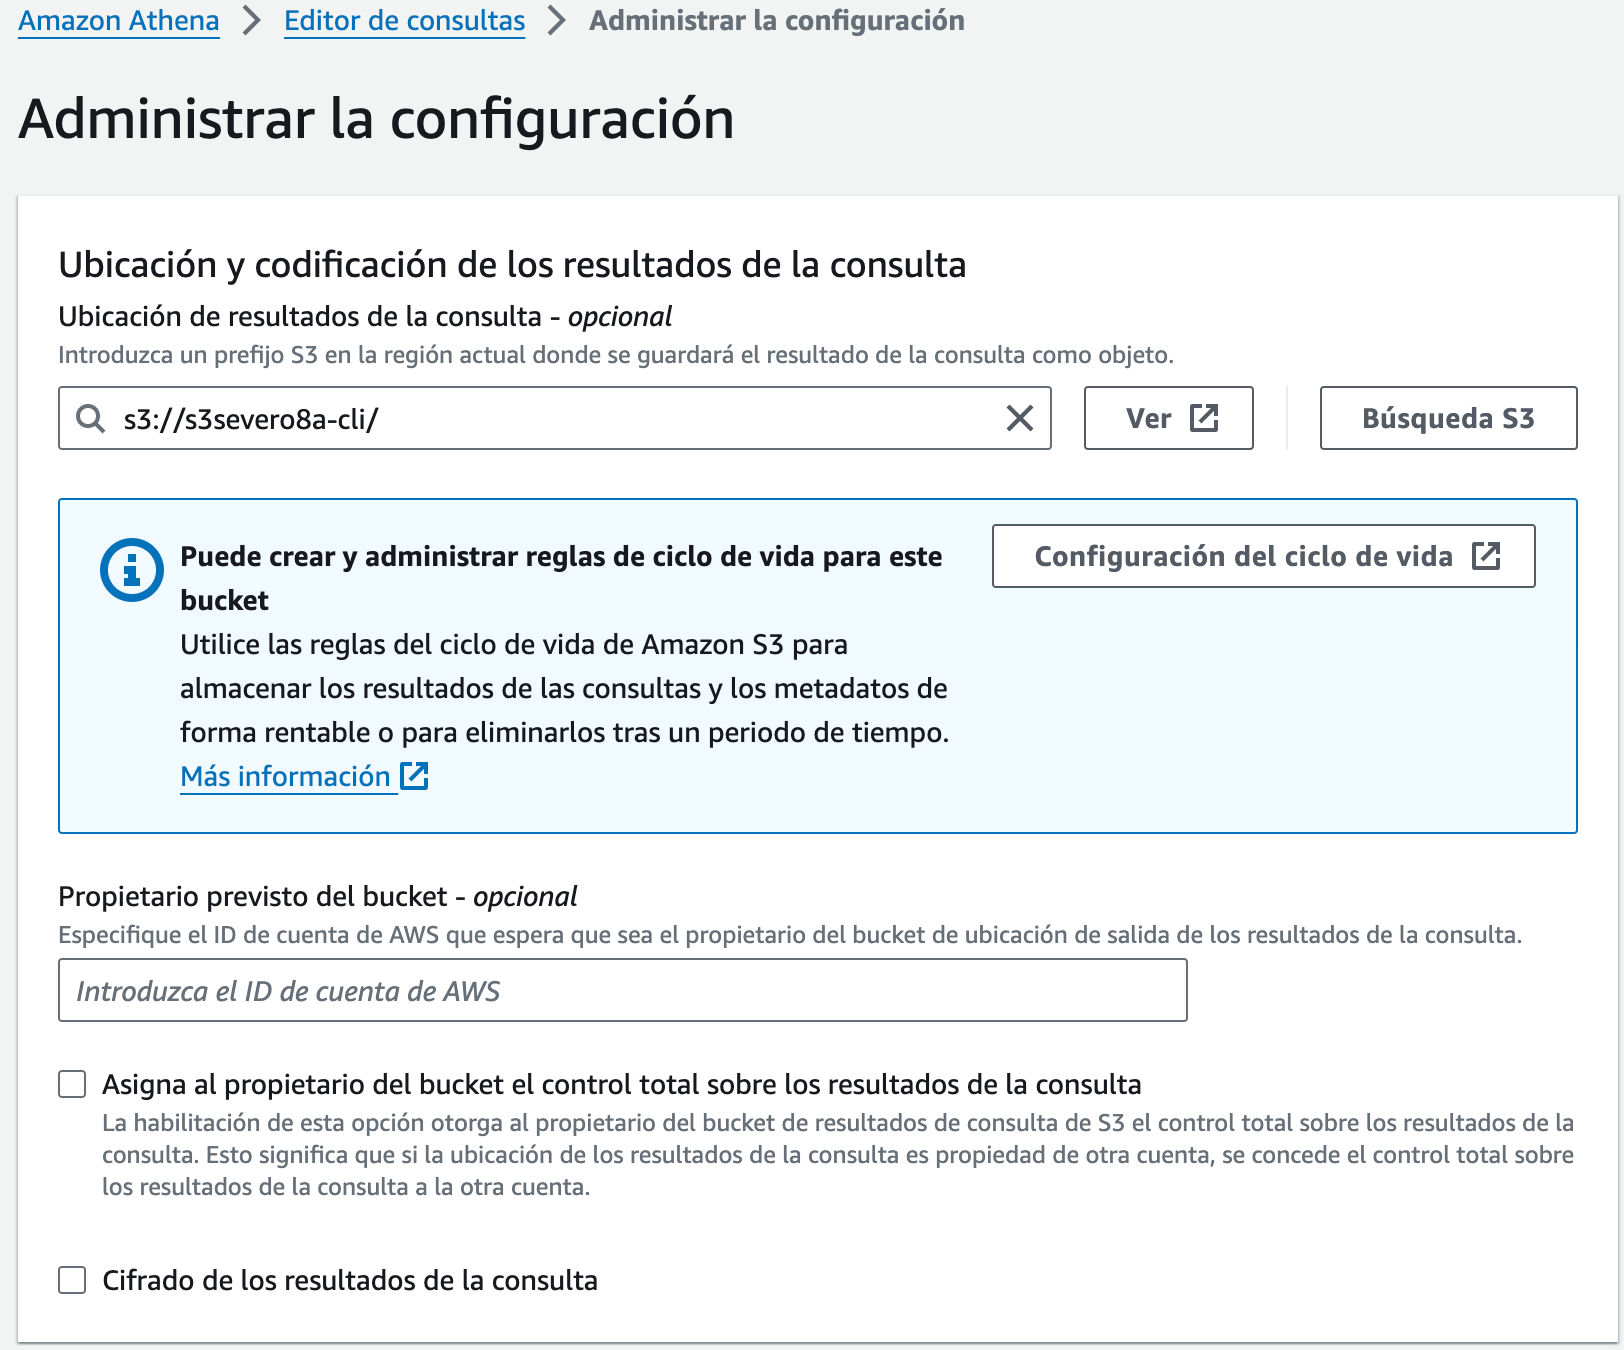 Amazon Athena > Editor de consultas > Administrar la configuración
Administrar la configuración
Ubicación y codificación de los resultados de la consulta
Ubicación de resultados de la consulta - opcional
Introduzca un prefijo S3 en la región actual donde se guardará el resultado de la consulta como objeto.
s3://s3severo8a-cli/
Ver
Búsqueda S3
Puede crear y administrar reglas de ciclo de vida para este
bucket
Utilice las reglas del ciclo de vida de Amazon S3 para
almacenar los resultados de las consultas y los metadatos de
forma rentable o para eliminarlos tras un periodo de tiempo.
Más información
Configuración del ciclo de vida
Propietario previsto del bucket - opcional
Especifique el ID de cuenta de AWS que espera que sea el propietario del bucket de ubicación de salida de los resultados de la consulta.
Introduzca el ID de cuenta de AWS
Asigna al propietario del bucket el control total sobre los resultados de la consulta
La habilitación de esta opción otorga al propietario del bucket de resultados de consulta de S3 el control total sobre los resultados de la
consulta. Esto significa que si la ubicación de los resultados de la consulta es propiedad de otra cuenta, se concede el control total sobre
los resultados de la consulta a la otra cuenta.
Cifrado de los resultados de la consulta